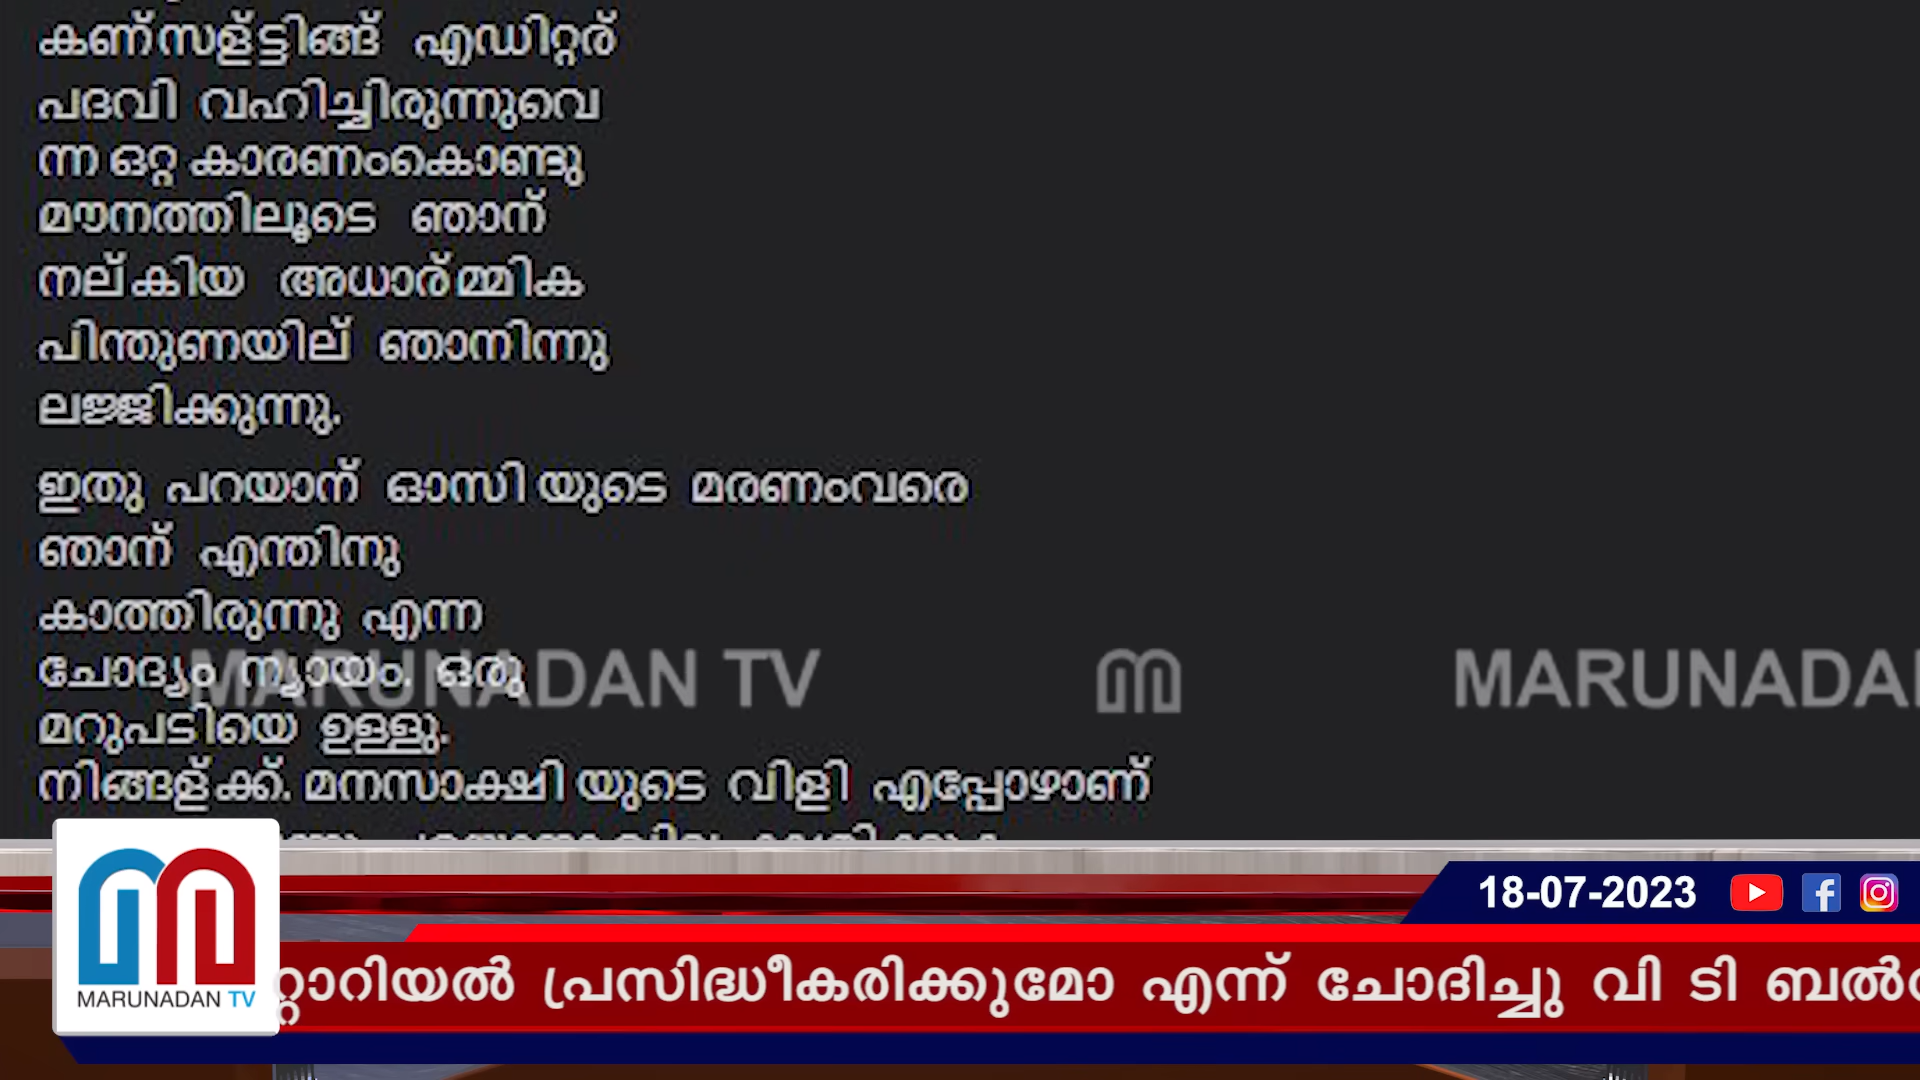 കണ്സള്ട്ടിങ്ങ് എഡിറ്റര്
പദവി വഹിച്ചിരുന്നുവെ
ന്ന ഒറ്റ കാരണംകൊണ്ടു
മൗനത്തിലൂടെ ഞാന്
നല്കിയ അധാര്മ്മിക
പിന്തുണയില് ഞാനിന്നു
ലജ്ജിക്കുന്നു.
ഇതു പറയാന് ഓസിയുടെ മരണംവരെ
ഞാന് എന്തിനു
കാത്തിരുന്നു എന്ന
ചോദ്യം ന്യായം. ഒരു
മറുപടിയെ ഉള്ളു.
നിങ്ങള്ക്ക്. മനസാക്ഷിയുടെ വിളി എപ്പോഴാണ്
MARUNADAN TV
MARUNADA
18-07-2023
റ്റോറിയൽ പ്രസിദ്ധീകരിക്കുമോ എന്ന് ചോദിച്ചു വി ടി ബൽ
MARUNADAN TV